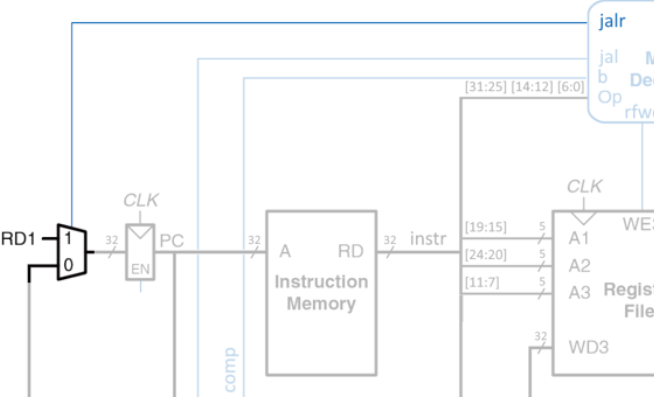 jalr
jal
b
[31:25] [14:12] [6:0]
Op
CLK
CLK
RD1
1
0
32
EN
PC
32
A
RD
32
instr
Instruction
Memory
[19:15]
5
A1
[24:20]
5
A2
[11:7]
5
A3
32
WD3
comp